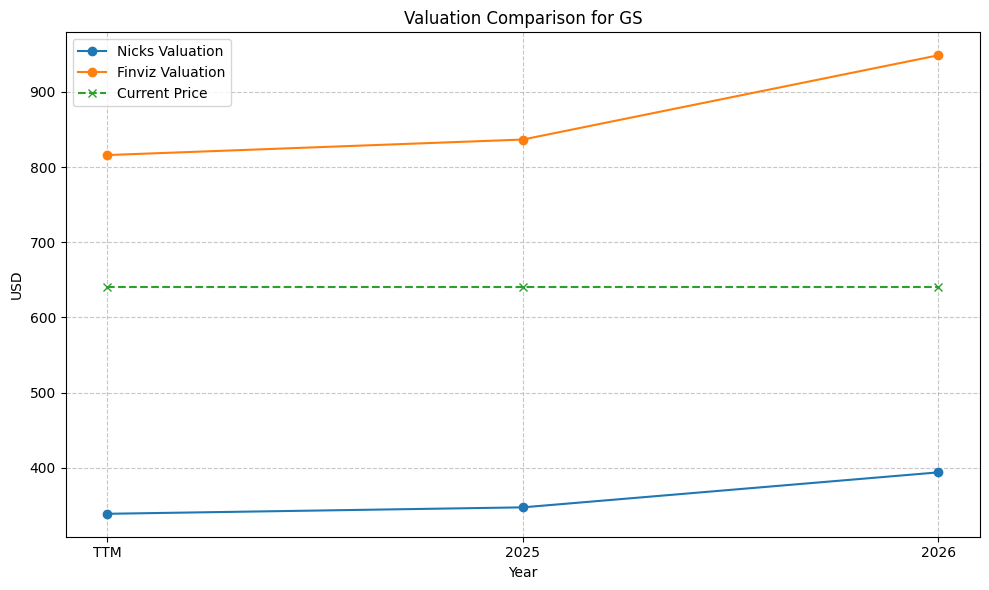 Valuation Comparison for GS
Nicks Valuation
Finviz Valuation
Current Price
USD
900
800
700
600
500
400
TTM
2025
2026
Year